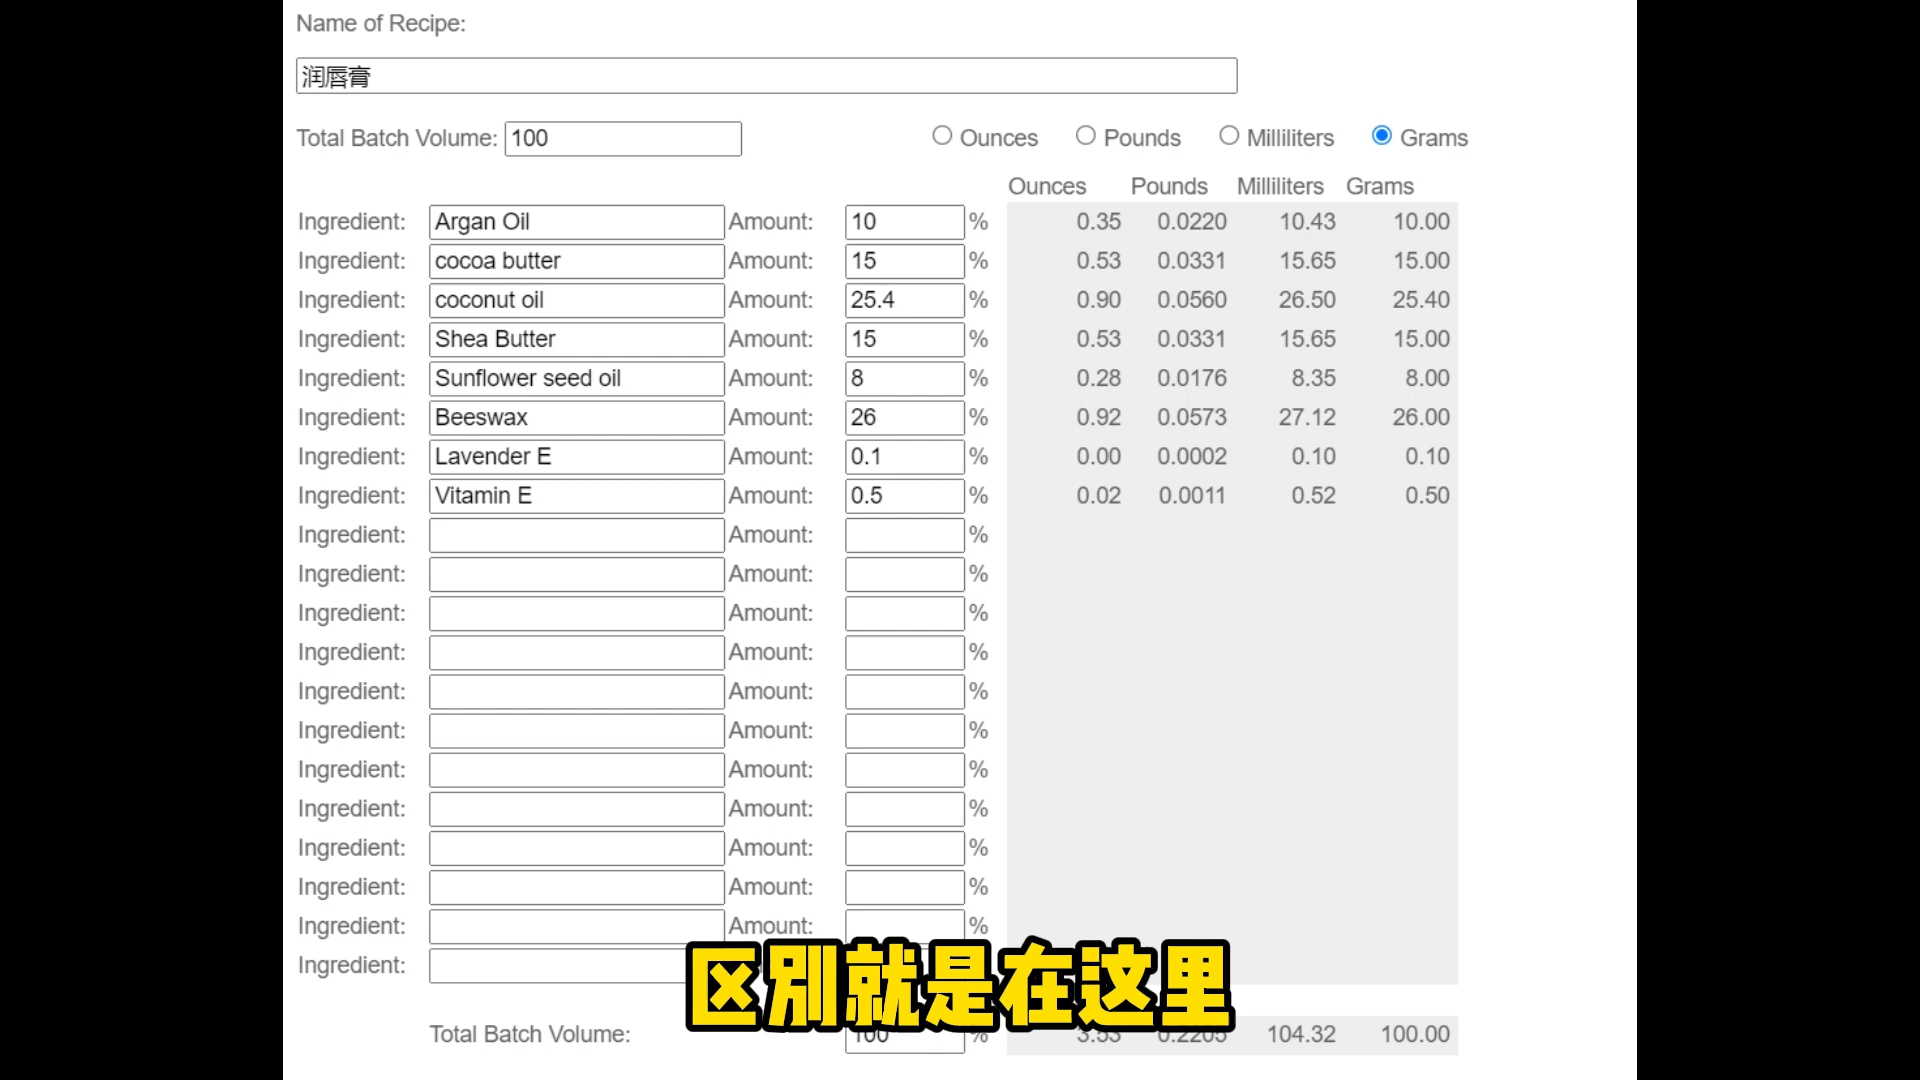 Name of Recipe:
润唇膏
Total Batch Volume: 100 Ounces Pounds Milliliters Grams
Ounces Pounds Milliliters Grams
Ingredient: Argan Oil Amount: 10 % 0.35 0.0220 10.43 10.00
Ingredient: cocoa butter Amount: 15 % 0.53 0.0331 15.65 15.00
Ingredient: coconut oil Amount: 25.4 % 0.90 0.0560 26.50 25.40
Ingredient: Shea Butter Amount: 15 % 0.53 0.0331 15.65 15.00
Ingredient: Sunflower seed oil Amount: 8 % 0.28 0.0176 8.35 8.00
Ingredient: Beeswax Amount: 26 % 0.92 0.0573 27.12 26.00
Ingredient: Lavender E Amount: 0.1 % 0.00 0.0002 0.10 0.10
Ingredient: Vitamin E Amount: 0.5 % 0.02 0.0011 0.52 0.50
Ingredient: Amount: %
Ingredient: Amount: %
Ingredient: Amount: %
Ingredient: Amount: %
Ingredient: Amount: %
Ingredient: Amount: %
Ingredient: Amount: %
Ingredient: Amount: %
Ingredient: Amount: %
Ingredient: Amount: %
Ingredient: Amount: %
Ingredient:
区别就是在这里
Total Batch Volume: 100 % 3.53 0.2205 104.32 100.00